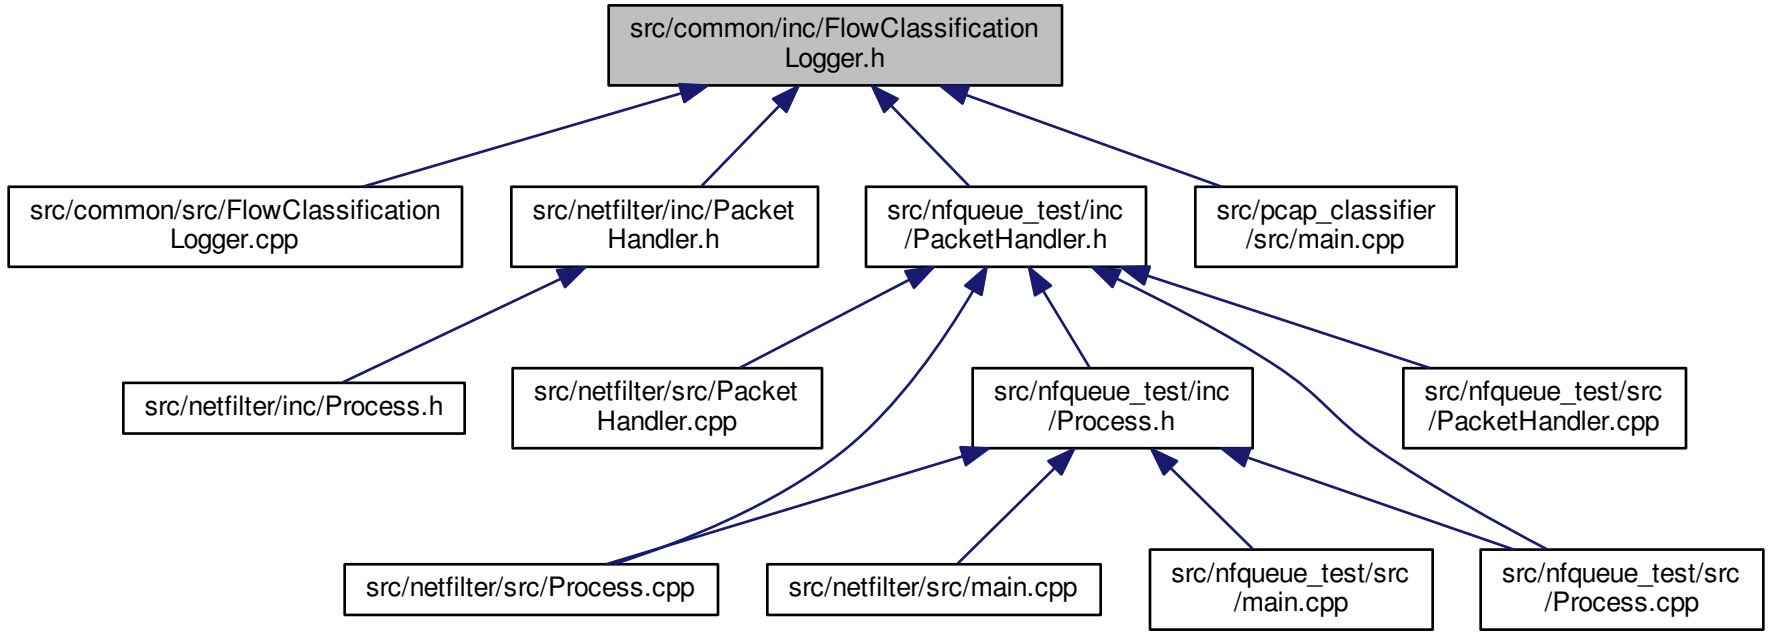 src/common/inc/FlowClassification
Logger.h
src/common/src/FlowClassification
Logger.cpp
src/netfilter/inc/Packet
Handler.h
src/nfqueue_test/inc
/PacketHandler.h
src/pcap_classifier
/src/main.cpp
src/netfilter/inc/Process.h
src/netfilter/src/Packet
Handler.cpp
src/nfqueue_test/inc
/Process.h
src/nfqueue_test/src
/PacketHandler.cpp
src/netfilter/src/Process.cpp
src/netfilter/src/main.cpp
src/nfqueue_test/src
/main.cpp
src/nfqueue_test/src
/Process.cpp